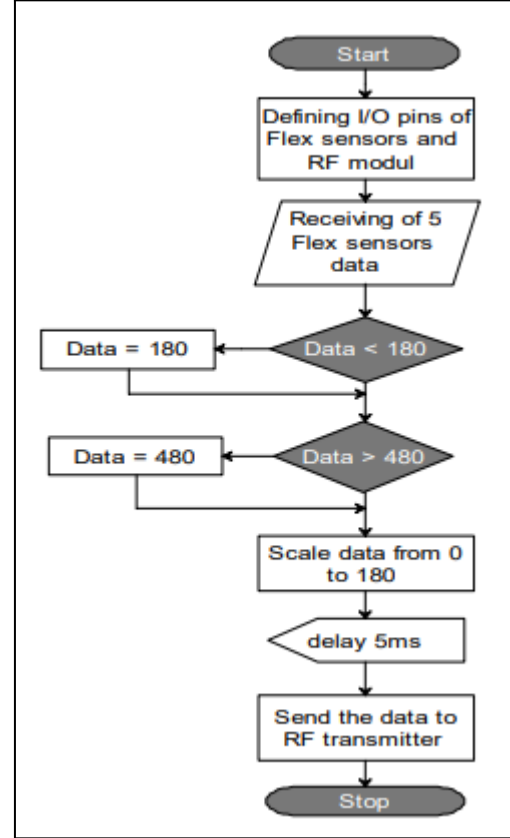 Start
Defining I/O pins of
Flex sensors and
RF modul
Receiving of 5
Flex sensors
data
Data < 180
Data = 180
Data > 480
Data = 480
Scale data from 0
to 180
delay 5ms
Send the data to
RF transmitter
Stop